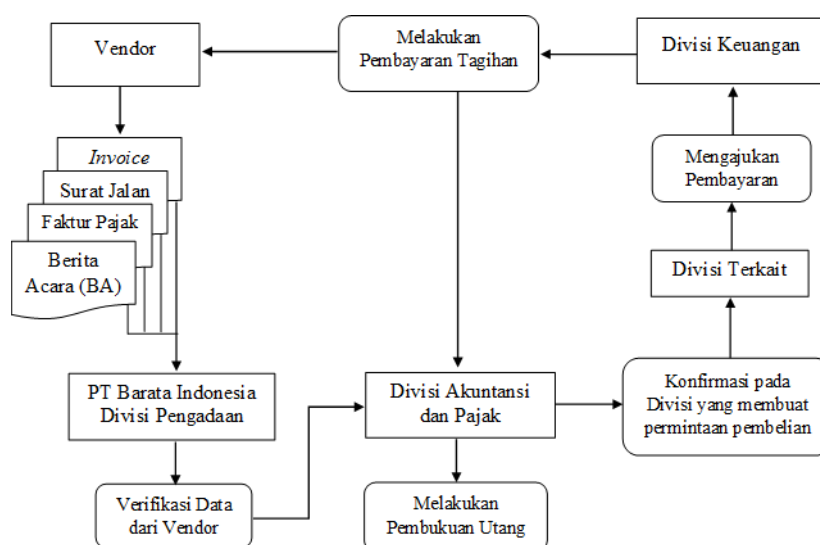 Vendor
Melakukan
Pembayaran Tagihan
Divisi Keuangan
Invoice
Surat Jalan
Faktur Pajak
Berita
Acara (BA)
Mengajukan
Pembayaran
Divisi Terkait
PT Barata Indonesia
Divisi Pengadaan
Divisi Akuntansi
dan Pajak
Konfirmasi pada
Divisi yang membuat
permintaan pembelian
Verifikasi Data
dari Vendor
Melakukan
Pembukuan Utang